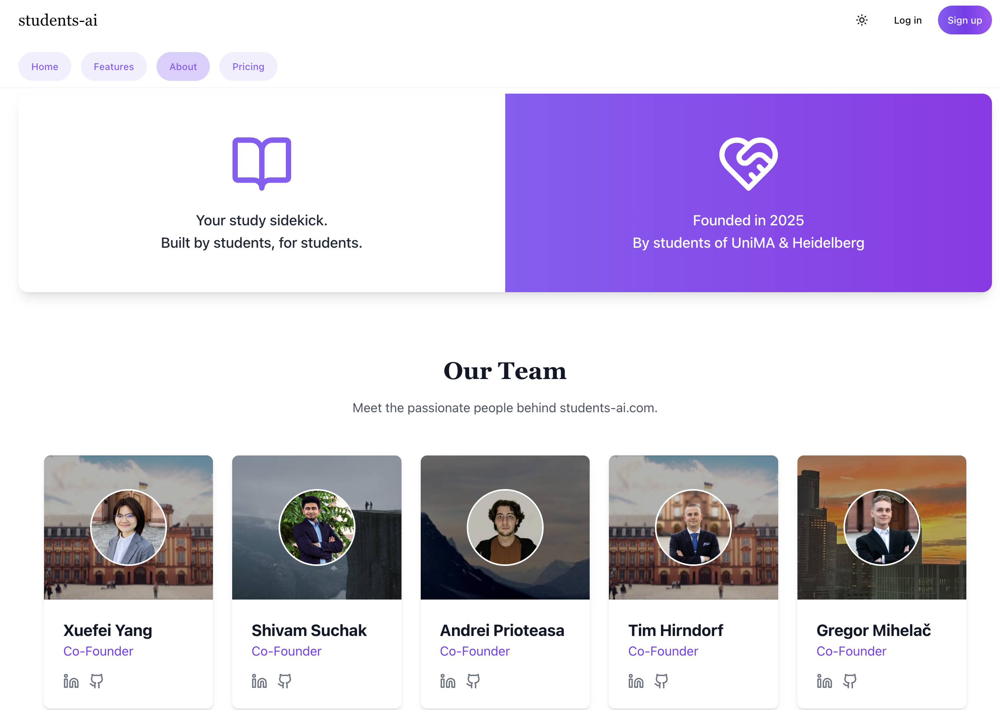 students-ai
Log in
Sign up
Home
Features
About
Pricing
Your study sidekick.
Built by students, for students.
Founded in 2025
By students of UniMA & Heidelberg
Our Team
Meet the passionate people behind students-ai.com.
Xuefei Yang
Co-Founder
Shivam Suchak
Co-Founder
Andrei Prioteasa
Co-Founder
Tim Hirndorf
Co-Founder
Gregor Mihelač
Co-Founder